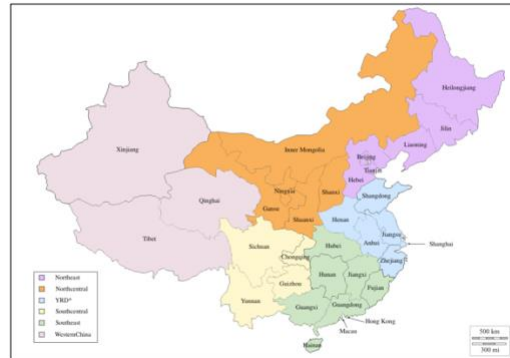 Heilongjiang
Jilin
Liaoning
Xinjiang
Inner Mongolia
Beijing
Tianjin
Hebei
Shandong
Qinghai
Ningxia
Shanxi
Gansu
Shaanxi
Henan
Jiangsu
Tibet
Anhui
Shanghai
Sichuan
Hubei
Zhejiang
Chongqing
Hunan
Jiangxi
Guizhou
Fujian
Yunnan
Guangxi
Guangdong
Hong Kong
Macau
Hainan
Northeast
Northcentral
YRD*
Southcentral
Southeast
WesternChina
500 km
500 mi